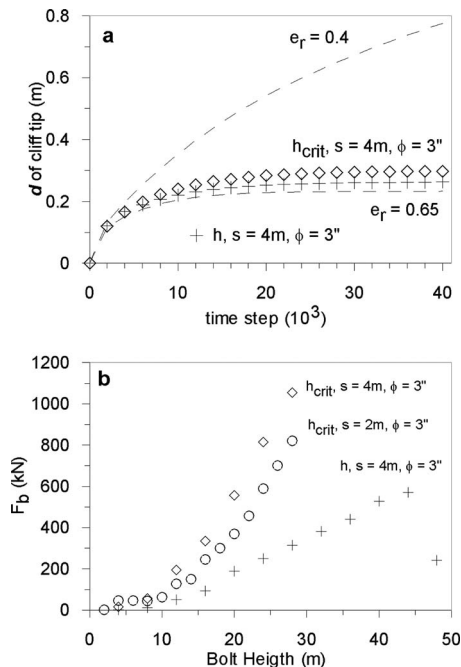 a
e_r = 0.4
h_crit, s = 4m, ϕ = 3"
e_r = 0.65
+ h, s = 4m, ϕ = 3"
d of cliff tip (m)
0.8
0.6
0.4
0.2
0
0 10 20 30 40
time step (10^3)
b
h_crit, s = 4m, ϕ = 3"
h_crit, s = 2m, ϕ = 3"
h, s = 4m, ϕ = 3"
F_b (kN)
1200
1000
800
600
400
200
0
0 10 20 30 40 50
Bolt Heigth (m)